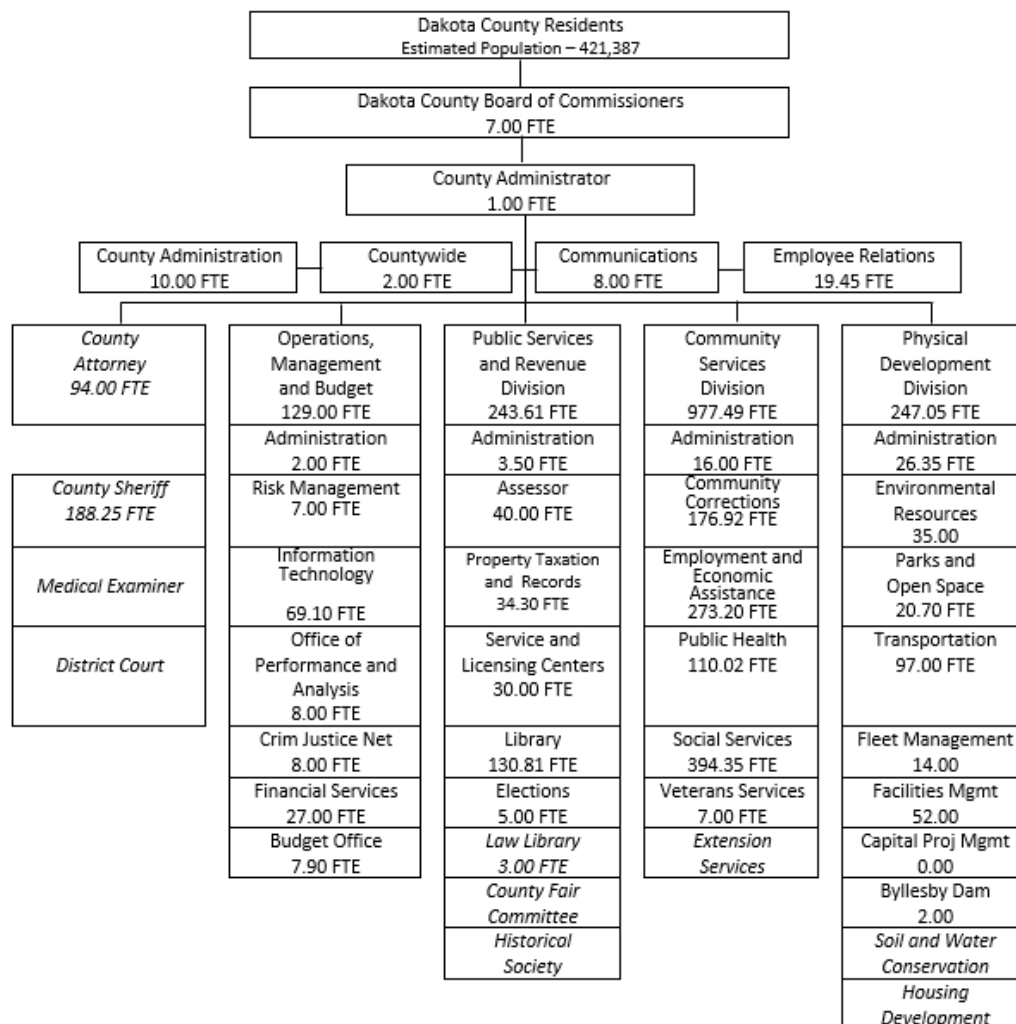 Dakota County Residents
Estimated Population – 421,387
Dakota County Board of Commissioners
7.00 FTE
County Administrator
1.00 FTE
County Administration
10.00 FTE
Countywide
2.00 FTE
Communications
8.00 FTE
Employee Relations
19.45 FTE
County
Attorney
94.00 FTE
County Sheriff
188.25 FTE
Medical Examiner
District Court
Operations,
Management
and Budget
129.00 FTE
Administration
2.00 FTE
Risk Management
7.00 FTE
Information
Technology
69.10 FTE
Office of
Performance and
Analysis
8.00 FTE
Crim Justice Net
8.00 FTE
Financial Services
27.00 FTE
Budget Office
7.90 FTE
Public Services
and Revenue
Division
243.61 FTE
Administration
3.50 FTE
Assessor
40.00 FTE
Property Taxation
and Records
34.30 FTE
Service and
Licensing Centers
30.00 FTE
Library
130.81 FTE
Elections
5.00 FTE
Law Library
3.00 FTE
County Fair
Committee
Historical
Society
Community
Services
Division
977.49 FTE
Administration
16.00 FTE
Community
Corrections
176.92 FTE
Employment and
Economic
Assistance
273.20 FTE
Public Health
110.02 FTE
Social Services
394.35 FTE
Veterans Services
7.00 FTE
Extension
Services
Physical
Development
Division
247.05 FTE
Administration
26.35 FTE
Environmental
Resources
35.00
Parks and
Open Space
20.70 FTE
Transportation
97.00 FTE
Fleet Management
14.00
Facilities Mgmt
52.00
Capital Proj Mgmt
0.00
Byllesby Dam
2.00
Soil and Water
Conservation
Housing
Development